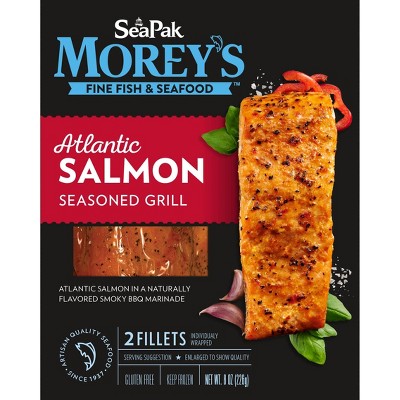 SeaPak
MOREY'S
FINE FISH & SEAFOOD™
Atlantic
SALMON
SEASONED GRILL
ATLANTIC SALMON IN A NATURALLY
FLAVORED SMOKY BBQ MARINADE
ARTISAN QUALITY SEAFOOD
SINCE 1937
2 FILLETS INDIVIDUALLY
WRAPPED
SERVING SUGGESTION ★ ENLARGED TO SHOW QUALITY
GLUTEN FREE KEEP FROZEN NET WT. 8 OZ (226g)